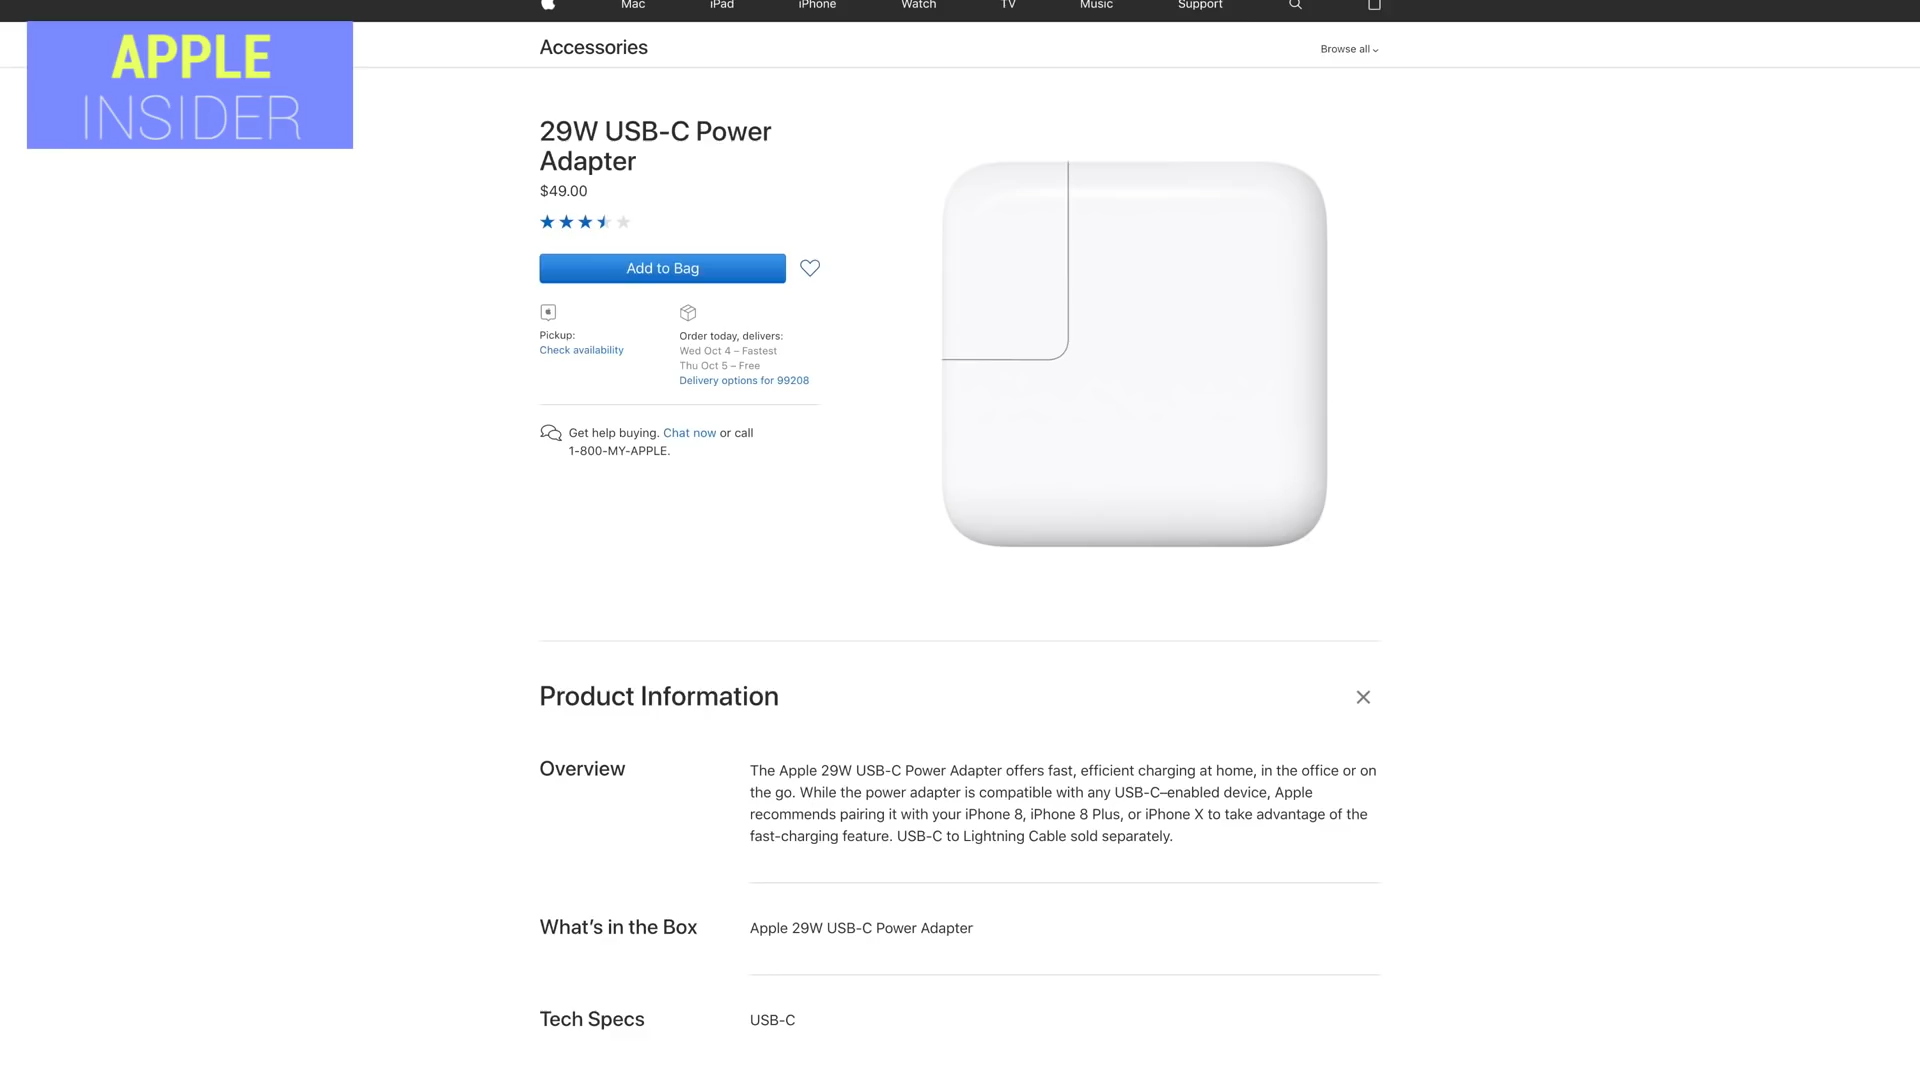 Mac iPad iPhone Watch TV Music Support
APPLE
INSIDER
Accessories
Browse all
29W USB-C Power
Adapter
$49.00
Add to Bag
Pickup:
Check availability
Order today, delivers:
Wed Oct 4 – Fastest
Thu Oct 5 – Free
Delivery options for 99208
Get help buying. Chat now or call
1-800-MY-APPLE.
Product Information
Overview
The Apple 29W USB-C Power Adapter offers fast, efficient charging at home, in the office or on
the go. While the power adapter is compatible with any USB-C–enabled device, Apple
recommends pairing it with your iPhone 8, iPhone 8 Plus, or iPhone X to take advantage of the
fast-charging feature. USB-C to Lightning Cable sold separately.
What’s in the Box
Apple 29W USB-C Power Adapter
Tech Specs
USB-C